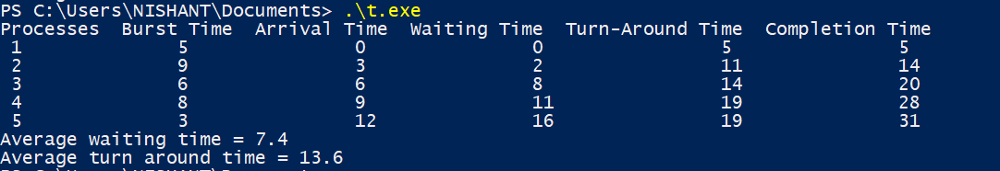 PS C:\Users\NISHANT\Documents> .\t.exe
Processes  Burst Time  Arrival Time  Waiting Time  Turn-Around Time  Completion Time
1 5 0 0 5 5
2 9 3 2 11 14
3 6 6 8 14 20
4 8 9 11 19 28
5 3 12 16 19 31
Average waiting time = 7.4
Average turn around time = 13.6